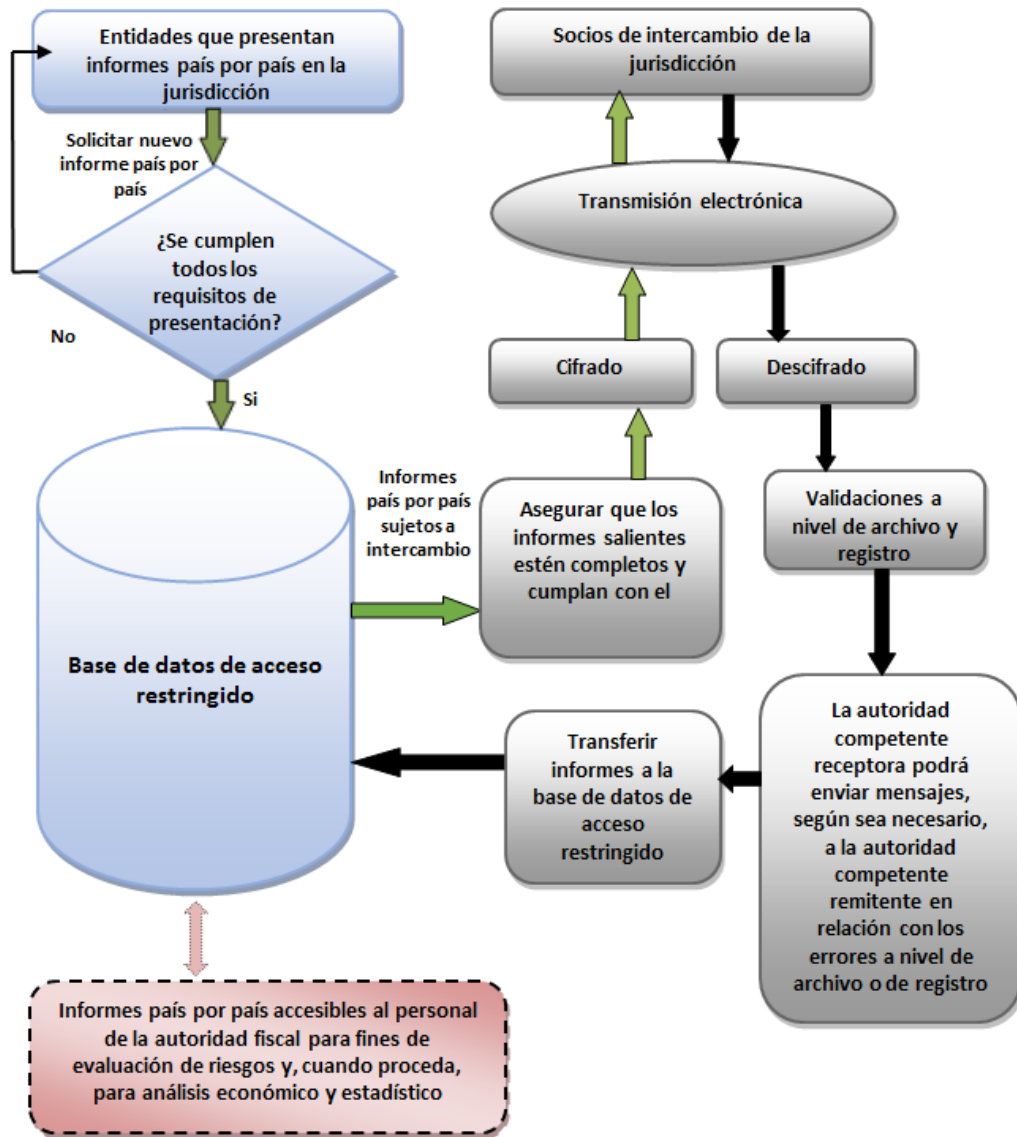 Entidades que presentan
informes país por país en la
jurisdicción
Solicitar nuevo
informe país por
país
¿Se cumplen
todos los
requisitos de
presentación?
No
Si
Base de datos de acceso
restringido
Informes país por país accesibles al personal
de la autoridad fiscal para fines de
evaluación de riesgos y, cuando proceda,
para análisis económico y estadístico
Informes
país por país
sujetos a
intercambio
Asegurar que los
informes salientes
estén completos y
cumplan con el
Cifrado
Transmisión electrónica
Socios de intercambio de la
jurisdicción
Descifrado
Validaciones a
nivel de archivo y
registro
La autoridad
competente
receptora podrá
enviar mensajes,
según sea necesario,
a la autoridad
competente
remitente en
relación con los
errores a nivel de
archivo o de registro
Transferir
informes a la
base de datos de
acceso
restringido